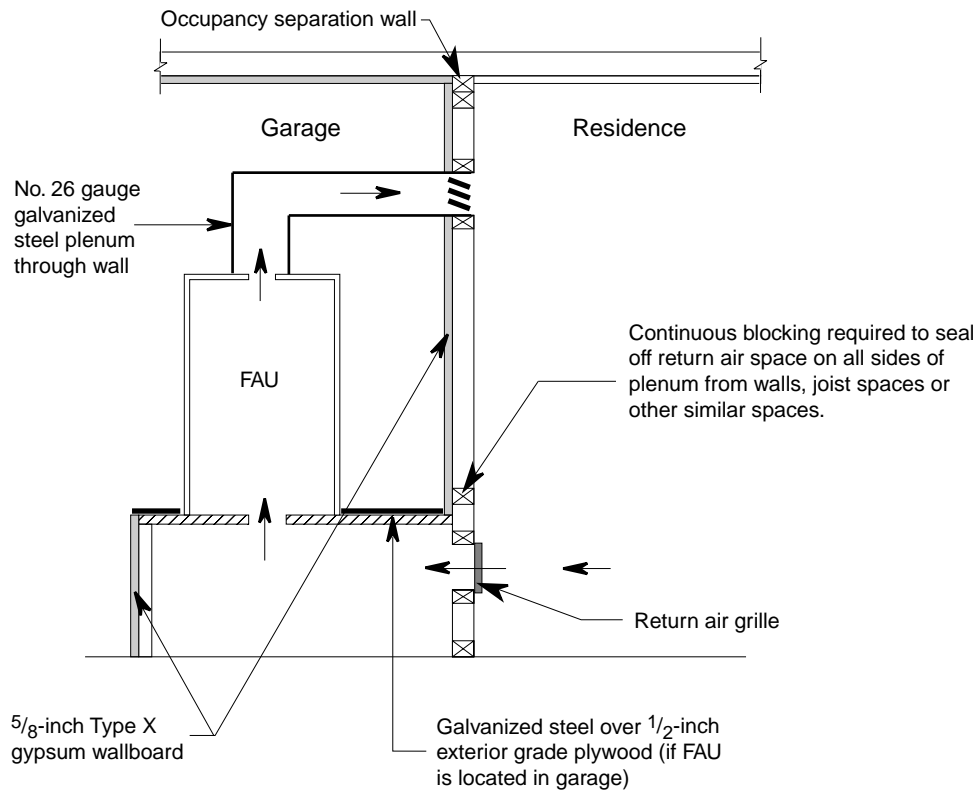 Occupancy separation wall
Garage
Residence
No. 26 gauge
galvanized
steel plenum
through wall
Continuous blocking required to seal
off return air space on all sides of
plenum from walls, joist spaces or
other similar spaces.
FAU
Return air grille
5/8-inch Type X
gypsum wallboard
Galvanized steel over 1/2-inch
exterior grade plywood (if FAU
is located in garage)